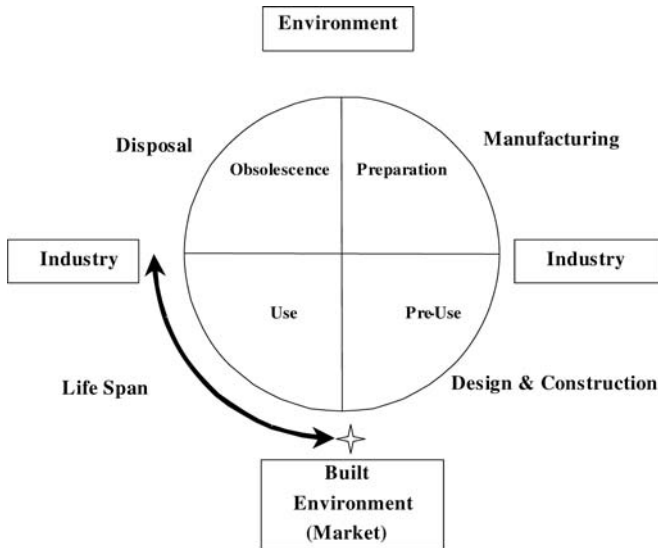 Environment
Disposal
Manufacturing
Obsolescence
Preparation
Industry
Industry
Use
Pre-Use
Life Span
Design & Construction
Built
Environment
(Market)